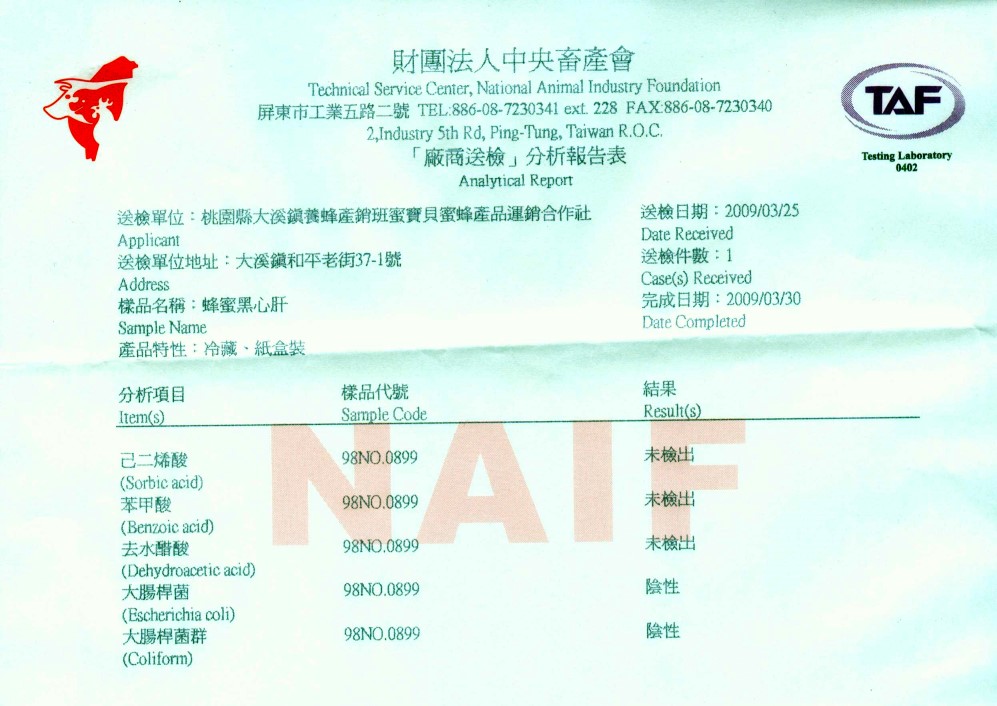 財團法人中央畜產會
Technical Service Center, National Animal Industry Foundation
屏東市工業五路二號 TEL:886-08-7230341 ext. 228 FAX:886-08-7230340
2,Industry 5th Rd, Ping-Tung, Taiwan R.O.C.
「廠商送檢」分析報告表
Analytical Report
TAF
Testing Laboratory
0402
送檢單位：桃園縣大溪鎮養蜂產銷班蜜寶貝蜜蜂產品運銷合作社
Applicant
送檢單位地址：大溪鎮和平老街37-1號
Address
樣品名稱：蜂蜜黑心肝
Sample Name
產品特性：冷藏、紙盒裝
送檢日期：2009/03/25
Date Received
送檢件數：1
Case(s) Received
完成日期：2009/03/30
Date Completed
分析項目 樣品代號 結果
Item(s) Sample Code Result(s)
NAIF
己二烯酸 98NO.0899 未檢出
(Sorbic acid)
苯甲酸 98NO.0899 未檢出
(Benzoic acid)
去水醋酸 98NO.0899 未檢出
(Dehydroacetic acid)
大腸桿菌 98NO.0899 陰性
(Escherichia coli)
大腸桿菌群 98NO.0899 陰性
(Coliform)